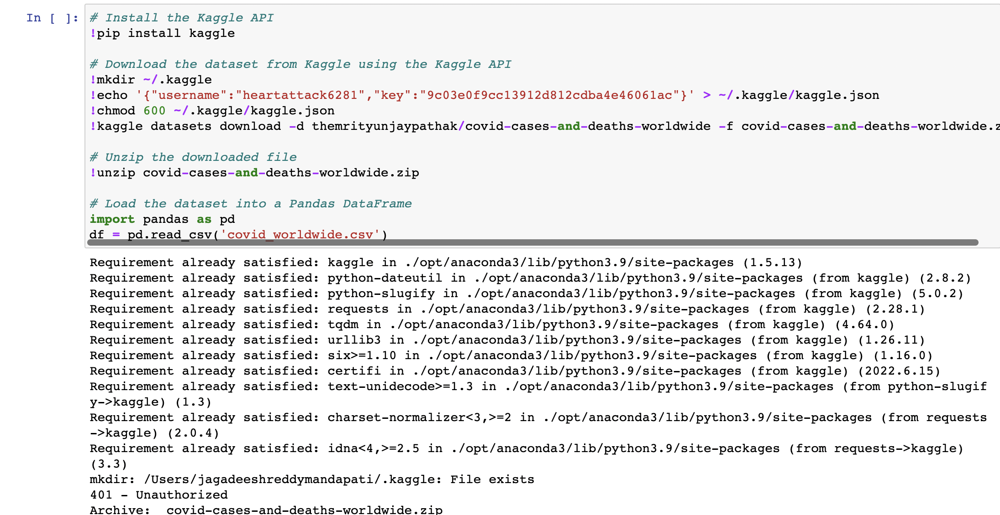 In [ ]:
# Install the Kaggle API
!pip install kaggle
# Download the dataset from Kaggle using the Kaggle API
!mkdir ~/.kaggle
!echo '{"username":"heartattack6281","key":"9c03e0f9cc13912d812cdba4e46061ac"}' > ~/.kaggle/kaggle.json
!chmod 600 ~/.kaggle/kaggle.json
!kaggle datasets download -d themrityunjaypathak/covid-cases-and-deaths-worldwide -f covid-cases-and-deaths-worldwide.z
# Unzip the downloaded file
!unzip covid-cases-and-deaths-worldwide.zip
# Load the dataset into a Pandas DataFrame
import pandas as pd
df = pd.read_csv('covid_worldwide.csv')
Requirement already satisfied: kaggle in ./opt/anaconda3/lib/python3.9/site-packages (1.5.13)
Requirement already satisfied: python-dateutil in ./opt/anaconda3/lib/python3.9/site-packages (from kaggle) (2.8.2)
Requirement already satisfied: python-slugify in ./opt/anaconda3/lib/python3.9/site-packages (from kaggle) (5.0.2)
Requirement already satisfied: requests in ./opt/anaconda3/lib/python3.9/site-packages (from kaggle) (2.28.1)
Requirement already satisfied: tqdm in ./opt/anaconda3/lib/python3.9/site-packages (from kaggle) (4.64.0)
Requirement already satisfied: urllib3 in ./opt/anaconda3/lib/python3.9/site-packages (from kaggle) (1.26.11)
Requirement already satisfied: six>=1.10 in ./opt/anaconda3/lib/python3.9/site-packages (from kaggle) (1.16.0)
Requirement already satisfied: certifi in ./opt/anaconda3/lib/python3.9/site-packages (from kaggle) (2022.6.15)
Requirement already satisfied: text-unidecode>=1.3 in ./opt/anaconda3/lib/python3.9/site-packages (from python-slugif
y->kaggle) (1.3)
Requirement already satisfied: charset-normalizer<3,>=2 in ./opt/anaconda3/lib/python3.9/site-packages (from requests
->kaggle) (2.0.4)
Requirement already satisfied: idna<4,>=2.5 in ./opt/anaconda3/lib/python3.9/site-packages (from requests->kaggle)
(3.3)
mkdir: /Users/jagadeeshreddymandapati/.kaggle: File exists
401 - Unauthorized
Archive:  covid-cases-and-deaths-worldwide.zip